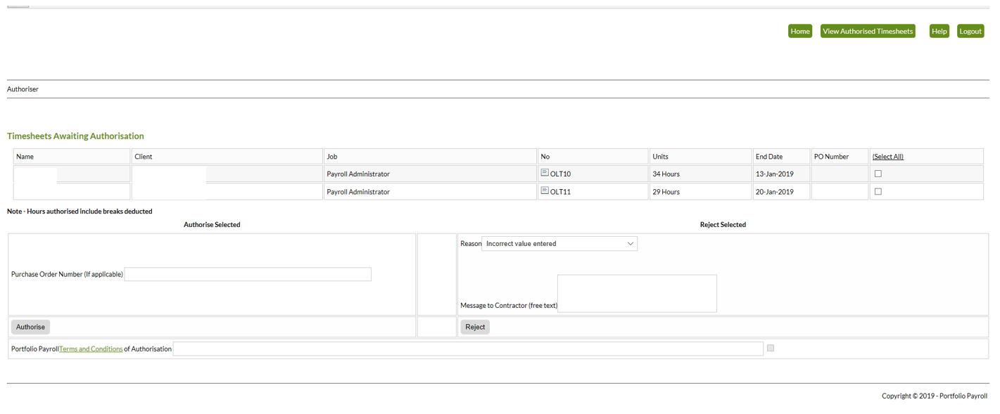 Home View Authorised Timesheets Help Logout
Authoriser
Timesheets Awaiting Authorisation
Name Client Job No Units End Date PO Number (Select All)
Payroll Administrator OLT10 34 Hours 13-Jan-2019
Payroll Administrator OLT11 29 Hours 20-Jan-2019
Note - Hours authorised include breaks deducted
Authorise Selected Reject Selected
Reason Incorrect value entered
Purchase Order Number (If applicable)
Message to Contractor (free text)
Authorise Reject
Portfolio PayrollTerms and Conditions of Authorisation
Copyright © 2019 - Portfolio Payroll